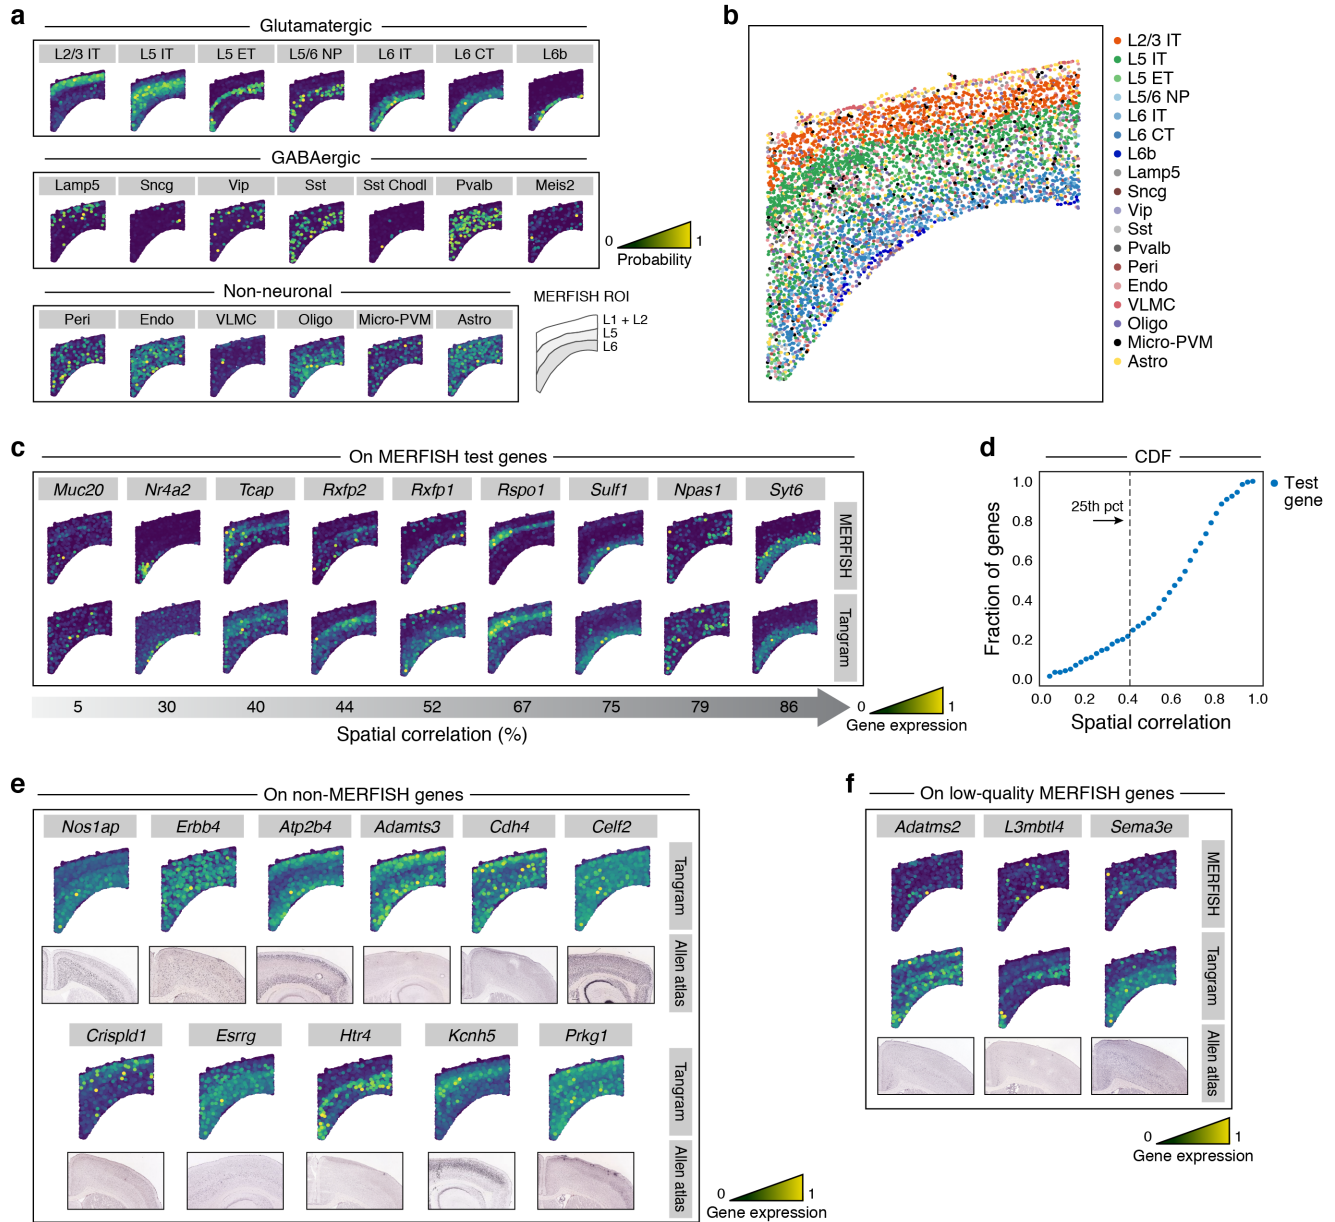 a
Glutamatergic
L2/3 IT L5 IT L5 ET L5/6 NP L6 IT L6 CT L6b
GABAergic
Lamp5 Sncg Vip Sst Sst Chodl Pvalb Meis2
0 1
Probability
Non-neuronal
Peri Endo VLMC Oligo Micro-PVM Astro
MERFISH ROI
L1 + L2
L5
L6
b
L2/3 IT
L5 IT
L5 ET
L5/6 NP
L6 IT
L6 CT
L6b
Lamp5
Sncg
Vip
Sst
Pvalb
Peri
Endo
VLMC
Oligo
Micro-PVM
Astro
c
On MERFISH test genes
Muc20 Nr4a2 Tcap Rxfp2 Rxfp1 Rspo1 Sulf1 Npas1 Syt6
MERFISH
Tangram
5 30 40 44 52 67 75 79 86
Spatial correlation (%)
0 1
Gene expression
d
CDF
Test
gene
25th pct
Fraction of genes
1.0
0.8
0.6
0.4
0.2
0.0
0.0 0.2 0.4 0.6 0.8 1.0
Spatial correlation
e
On non-MERFISH genes
Nos1ap Erbb4 Atp2b4 Adamts3 Cdh4 Celf2
Tangram
Allen atlas
Crispld1 Esrrg Htr4 Kcnh5 Prkg1
Tangram
Allen atlas
0 1
Gene expression
f
On low-quality MERFISH genes
Adatms2 L3mbtl4 Sema3e
MERFISH
Tangram
Allen atlas
0 1
Gene expression